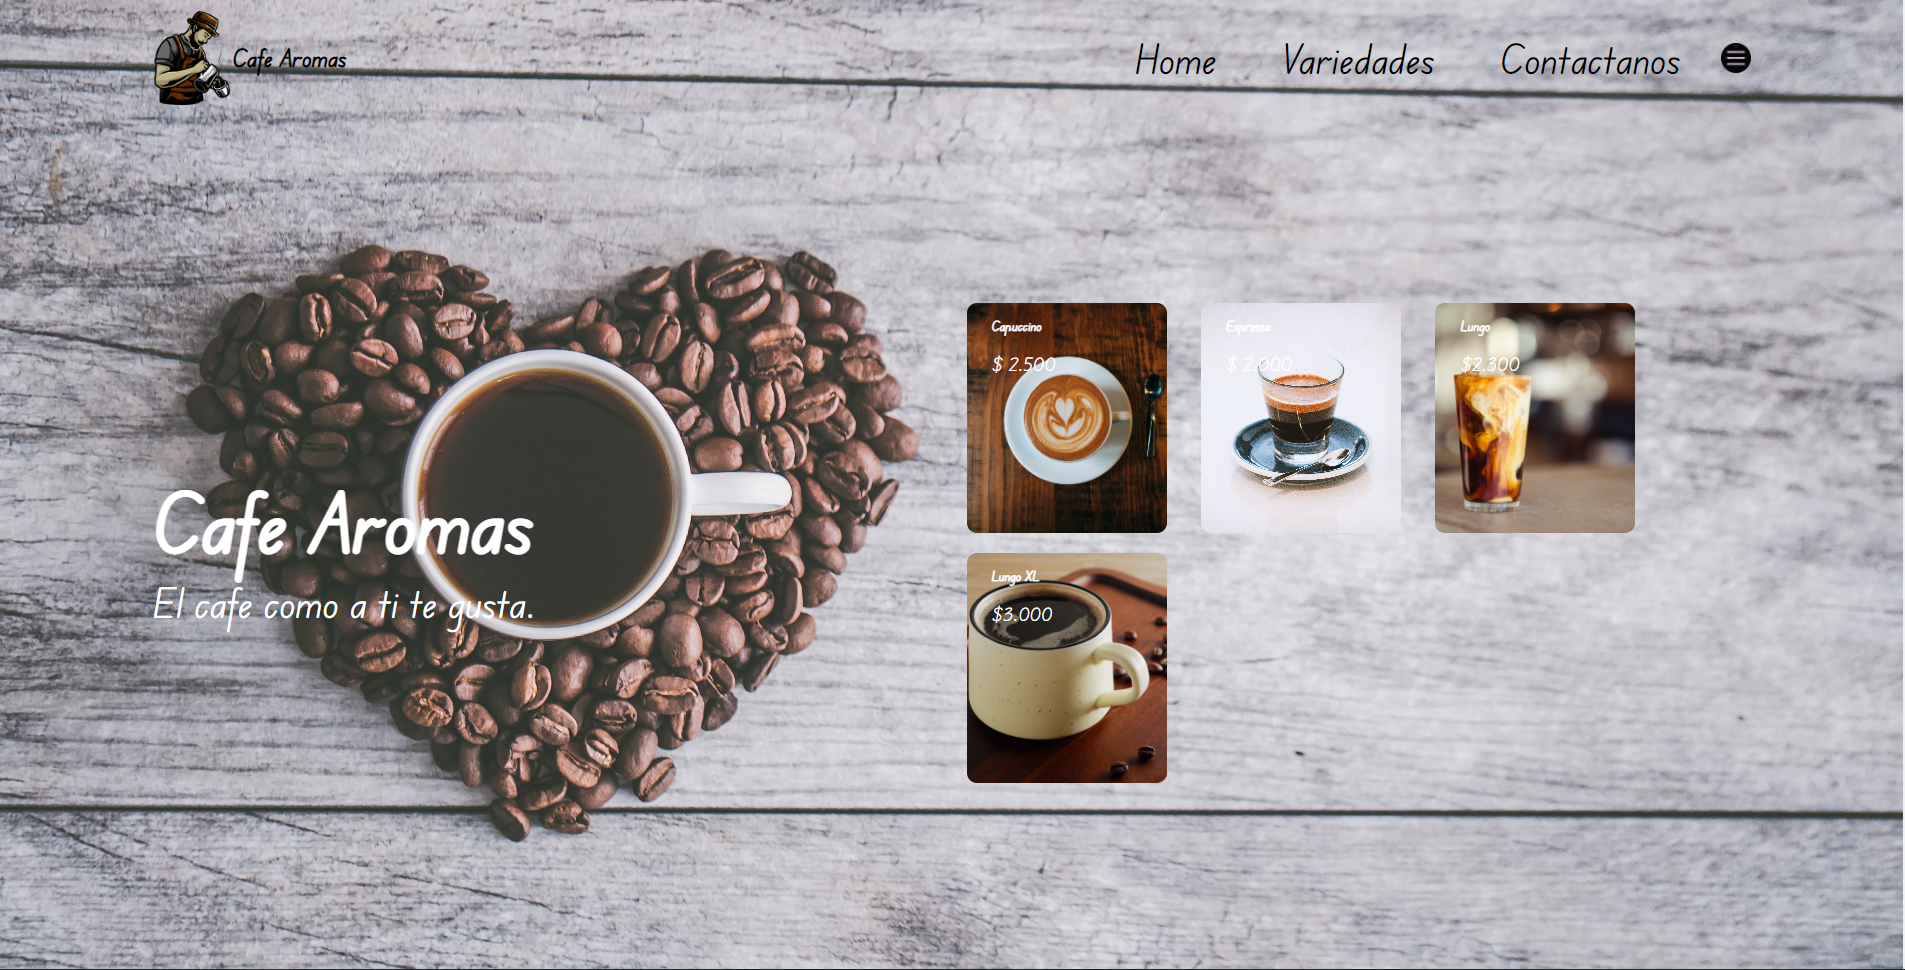 Cafe Aromas
Home Variedades Contactanos
Cafe Aromas
El cafe como a ti te gusta.
Capuccino
$ 2.500
Espresso
$ 2.000
Lungo
$2.300
Lungo XL
$3.000